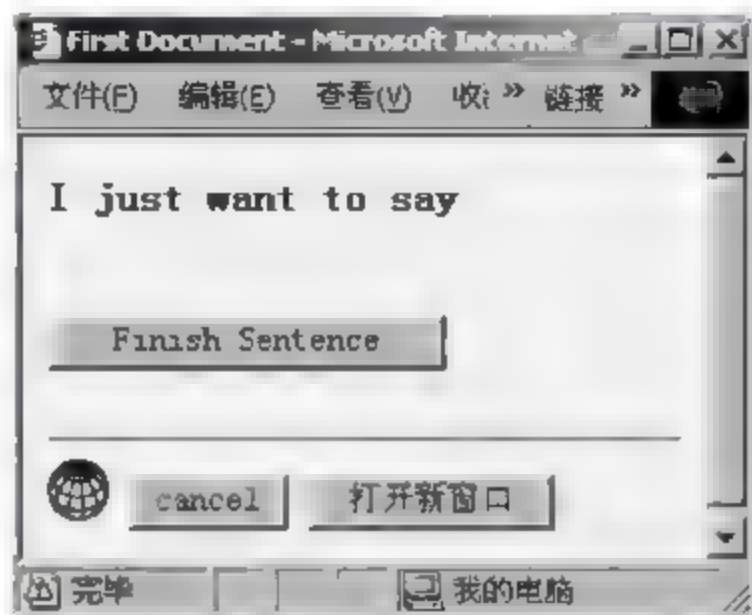 First Document - Microsoft Internet
文件(F) 编辑(E) 查看(V) 收 » 链接 »
I just want to say
Finish Sentence
cancel 打开新窗口
完毕 我的电脑